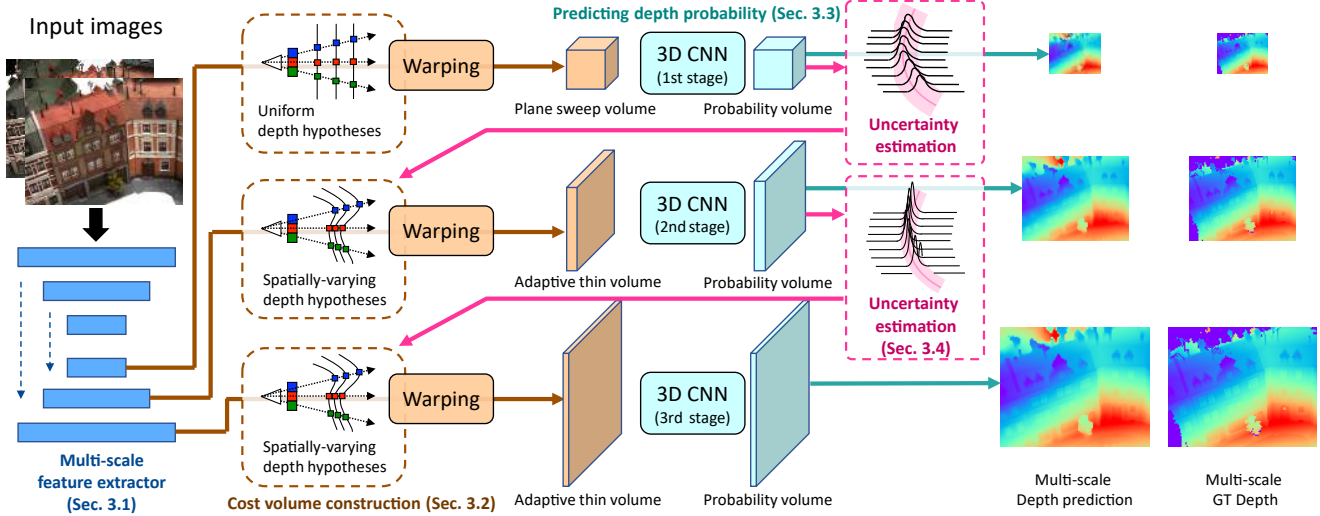 Input images
Predicting depth probability (Sec. 3.3)
Uniform
depth hypotheses
Warping
Plane sweep volume
3D CNN
(1st stage)
Probability volume
Uncertainty
estimation
Spatially-varying
depth hypotheses
Warping
Adaptive thin volume
3D CNN
(2nd stage)
Probability volume
Uncertainty
estimation
(Sec. 3.4)
Spatially-varying
depth hypotheses
Warping
Adaptive thin volume
3D CNN
(3rd stage)
Probability volume
Multi-scale
feature extractor
(Sec. 3.1)
Cost volume construction (Sec. 3.2)
Multi-scale
Depth prediction
Multi-scale
GT Depth